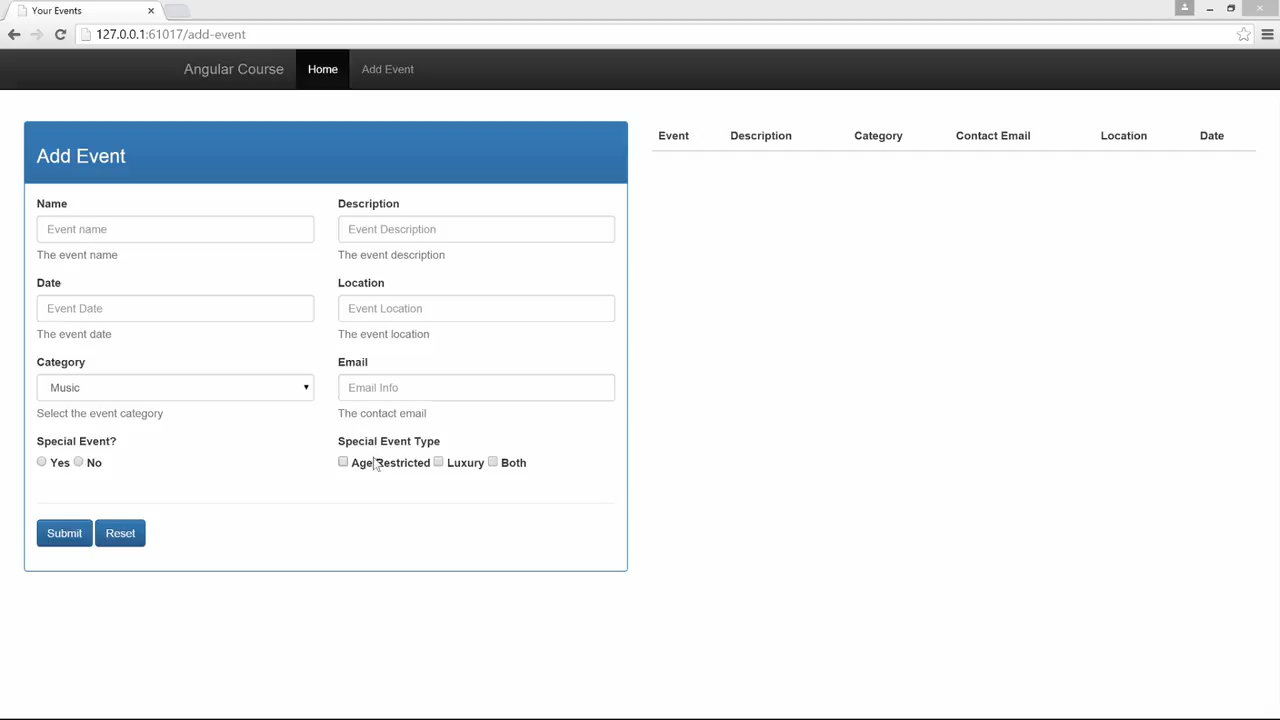 Your Events
127.0.0.1:61017/add-event
Angular Course Home Add Event
Add Event
Name Description
Event name Event Description
The event name The event description
Date Location
Event Date Event Location
The event date The event location
Category Email
Music Email Info
Select the event category The contact email
Special Event? Special Event Type
Yes No Age Restricted Luxury Both
Submit Reset
Event Description Category Contact Email Location Date